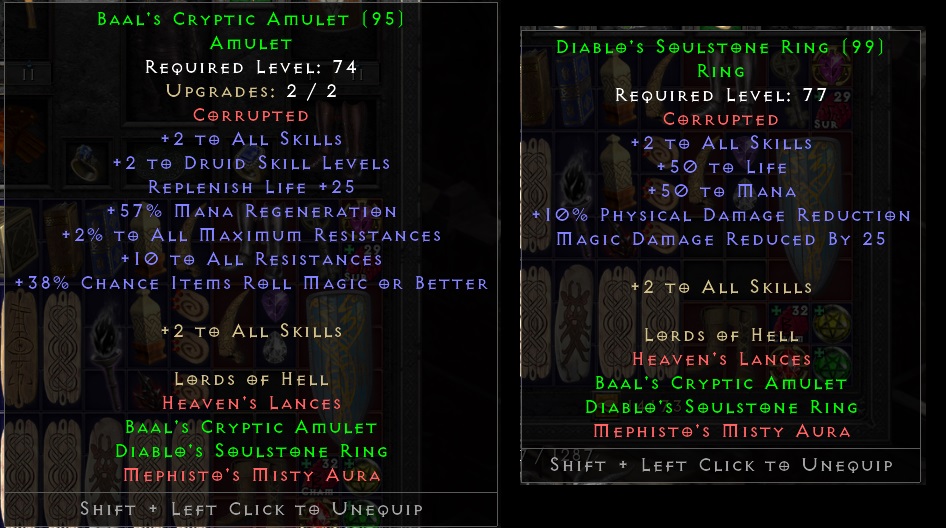 Baal's Cryptic Amulet (95)
Amulet
Required Level: 74
Upgrades: 2 / 2
Corrupted
+2 to All Skills
+2 to Druid Skill Levels
Replenish Life +25
+57% Mana Regeneration
+2% to All Maximum Resistances
+10 to All Resistances
+38% Chance Items Roll Magic or Better
+2 to All Skills
Lords of Hell
Heaven's Lances
Baal's Cryptic Amulet
Diablo's Soulstone Ring
Mephisto's Misty Aura
Shift + Left Click to Unequip
Diablo's Soulstone Ring (99)
Ring
Required Level: 77
Corrupted
+2 to All Skills
+50 to Life
+50 to Mana
+10% Physical Damage Reduction
Magic Damage Reduced By 25
+2 to All Skills
Lords of Hell
Heaven's Lances
Baal's Cryptic Amulet
Diablo's Soulstone Ring
Mephisto's Misty Aura
Shift + Left Click to Unequip